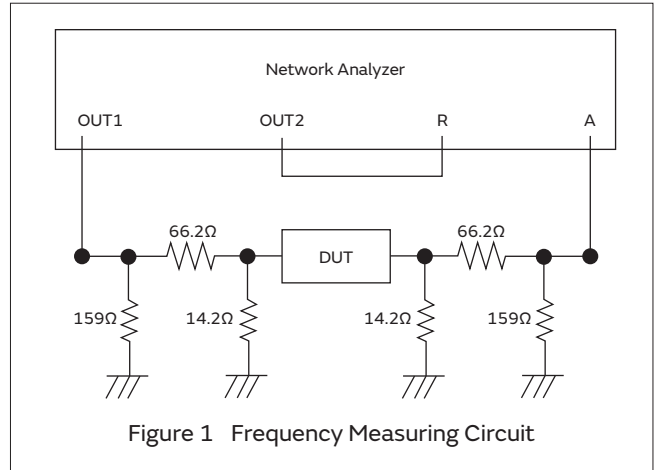 Network Analyzer
OUT1 OUT2 R A
66.2Ω 66.2Ω
DUT
159Ω 14.2Ω 14.2Ω 159Ω
Figure 1 Frequency Measuring Circuit